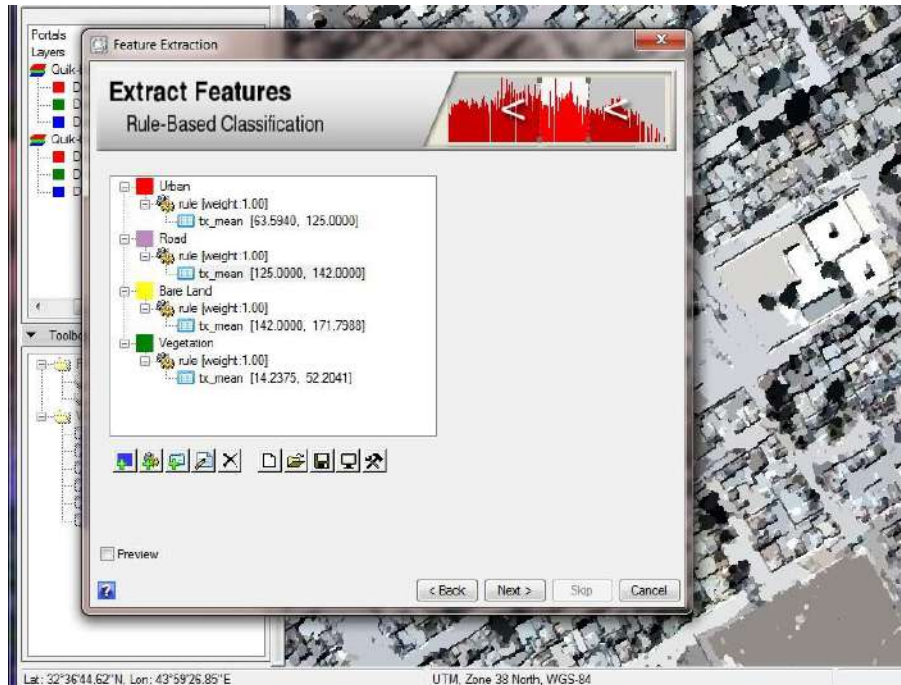 Portals
Layers
Feature Extraction
Extract Features
Rule-Based Classification
Urban
rule [weight:1.00]
tx_mean [63.5940, 125.0000]
Road
rule [weight:1.00]
tx_mean [125.0000, 142.0000]
Bare Land
rule [weight:1.00]
tx_mean [142.0000, 171.7988]
Vegetation
rule [weight:1.00]
tx_mean [14.2375, 52.2041]
Preview
< Back Next > Skip Cancel
Lat: 32°36'44.62"N, Lon: 43°59'26.85"E UTM, Zone 38 North, WGS-84